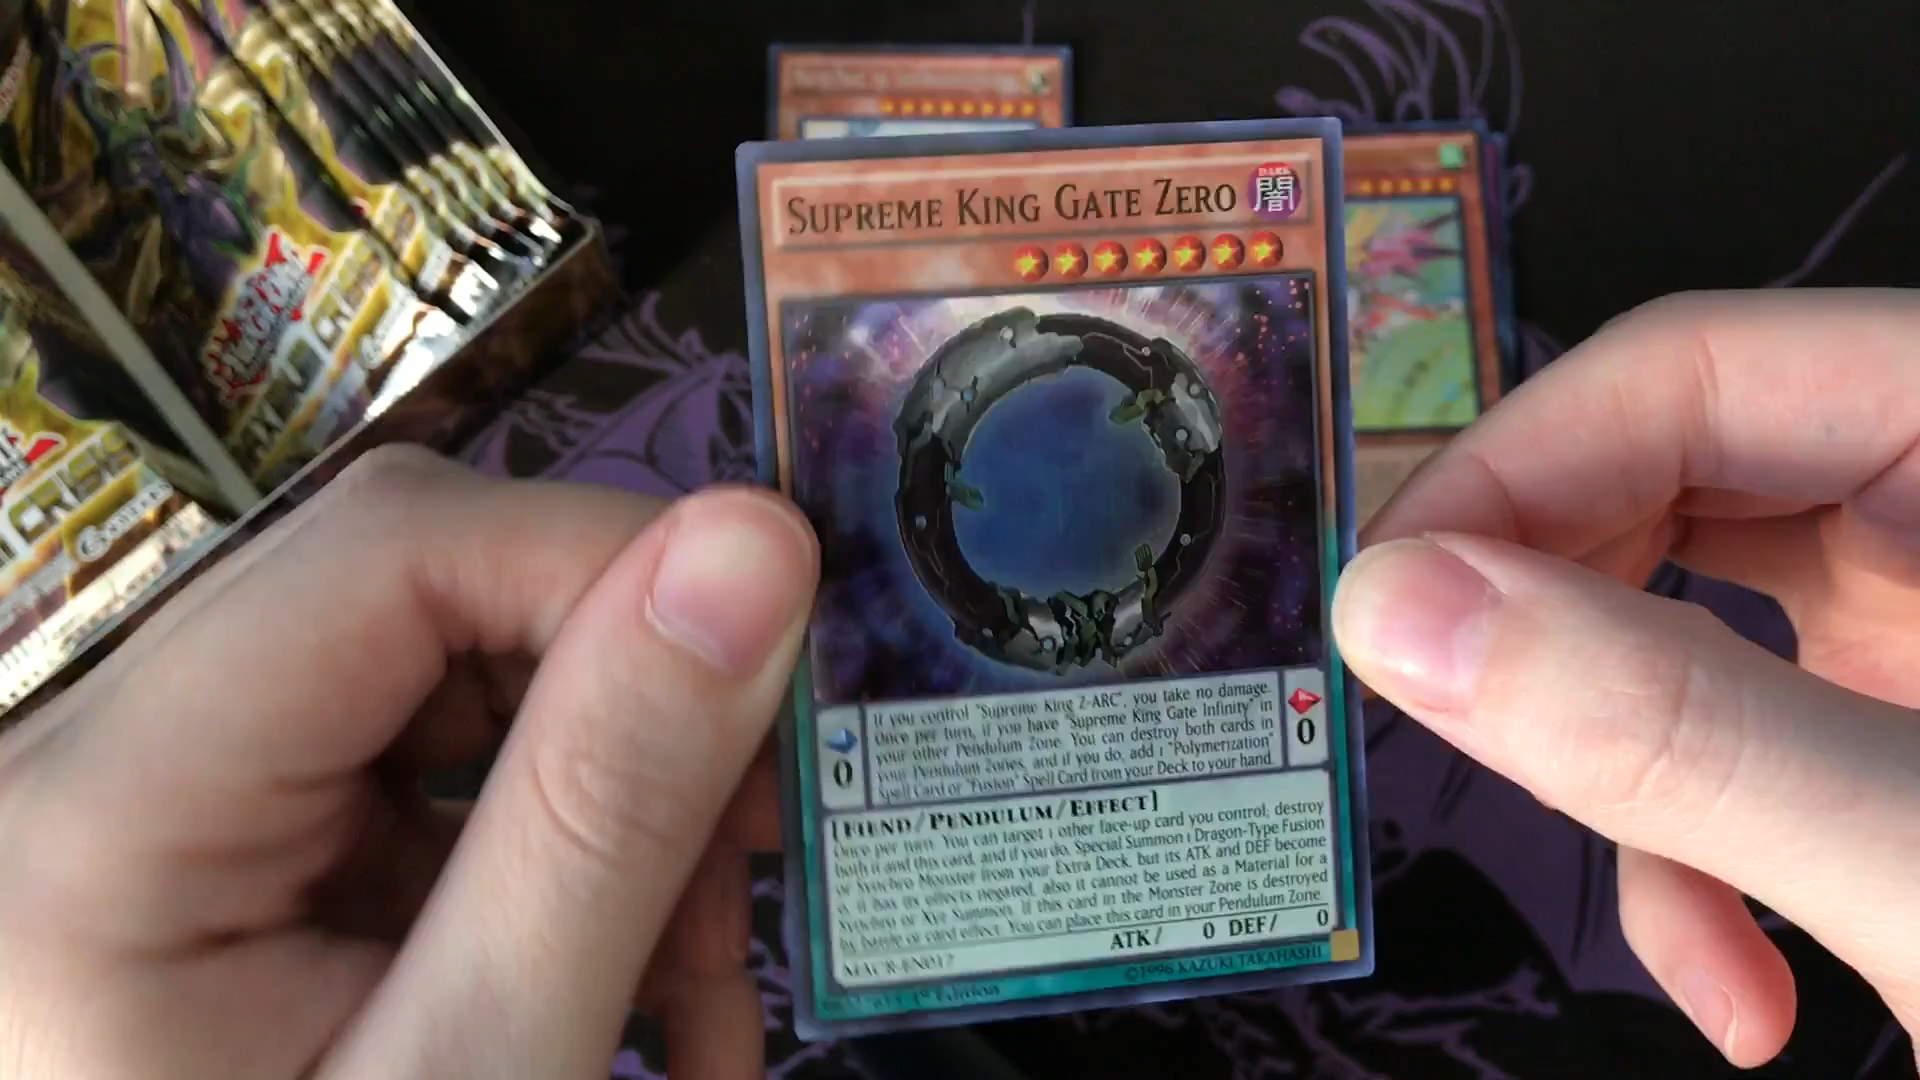 SUPREME KING GATE ZERO
DARK
闇
If you control "Supreme King Z-ARC", you take no damage.
Once per turn, if you have "Supreme King Gate Infinity" in
your other Pendulum Zone: You can destroy both cards in
your Pendulum Zones, and if you do, add 1 "Polymerization"
Spell Card or "Fusion" Spell Card from your Deck to your hand.
0
0
[FIEND/PENDULUM/EFFECT]
Once per turn: You can target 1 other face-up card you control; destroy
both it and this card, and if you do, Special Summon 1 Dragon-Type Fusion
or Synchro Monster from your Extra Deck, but its ATK and DEF become
0, it has its effects negated, also it cannot be used as a Material for a
Synchro or Xyz Summon. If this card in the Monster Zone is destroyed
by battle or card effect: You can place this card in your Pendulum Zone.
ATK/ 0 DEF/ 0
MACR-EN017
1st Edition
©1996 KAZUKI TAKAHASHI
CRISIS